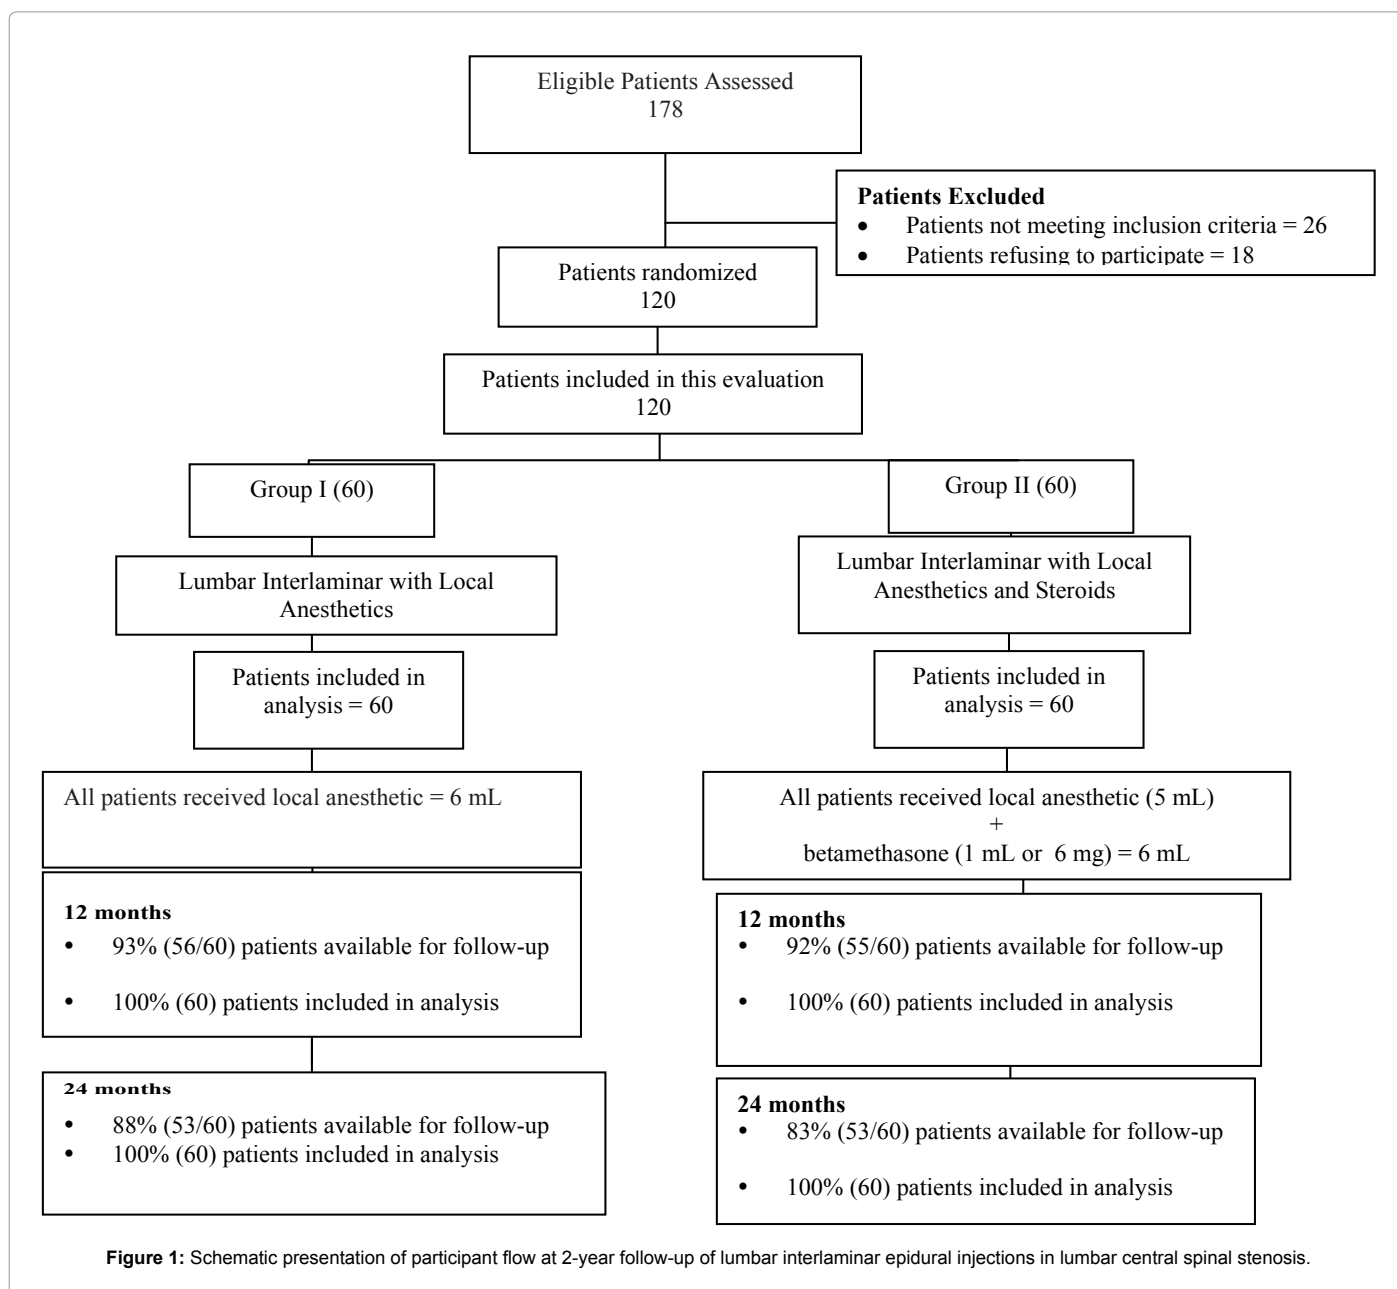 Eligible Patients Assessed
178
Patients Excluded
• Patients not meeting inclusion criteria = 26
• Patients refusing to participate = 18
Patients randomized
120
Patients included in this evaluation
120
Group I (60)
Lumbar Interlaminar with Local
Anesthetics
Patients included in
analysis = 60
All patients received local anesthetic = 6 mL
12 months
• 93% (56/60) patients available for follow-up
• 100% (60) patients included in analysis
24 months
• 88% (53/60) patients available for follow-up
• 100% (60) patients included in analysis
Group II (60)
Lumbar Interlaminar with Local
Anesthetics and Steroids
Patients included in
analysis = 60
All patients received local anesthetic (5 mL)
+
betamethasone (1 mL or 6 mg) = 6 mL
12 months
• 92% (55/60) patients available for follow-up
• 100% (60) patients included in analysis
24 months
• 83% (53/60) patients available for follow-up
• 100% (60) patients included in analysis
Figure 1: Schematic presentation of participant flow at 2-year follow-up of lumbar interlaminar epidural injections in lumbar central spinal stenosis.